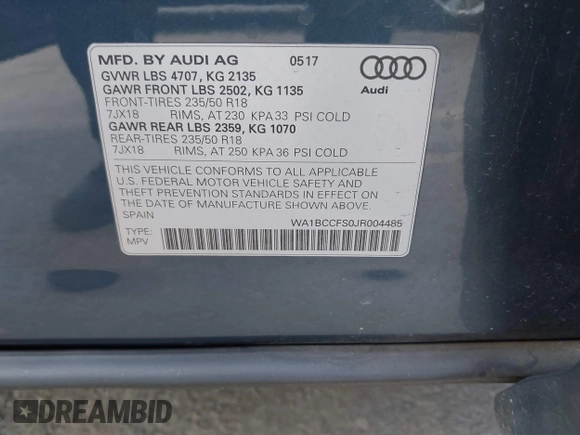 MFD. BY AUDI AG 0517
GVWR LBS 4707, KG 2135
GAWR FRONT LBS 2502, KG 1135
FRONT-TIRES 235/50 R18
7JX18 RIMS, AT 230 KPA 33 PSI COLD
GAWR REAR LBS 2359, KG 1070
REAR-TIRES 235/50 R18
7JX18 RIMS, AT 250 KPA 36 PSI COLD
Audi
THIS VEHICLE CONFORMS TO ALL APPLICABLE
U.S. FEDERAL MOTOR VEHICLE SAFETY AND
THEFT PREVENTION STANDARDS IN EFFECT ON
THE DATE OF MANUFACTURE SHOWN ABOVE.
SPAIN WA1BCCFS0JR004485
TYPE:
MPV
DREAMBID